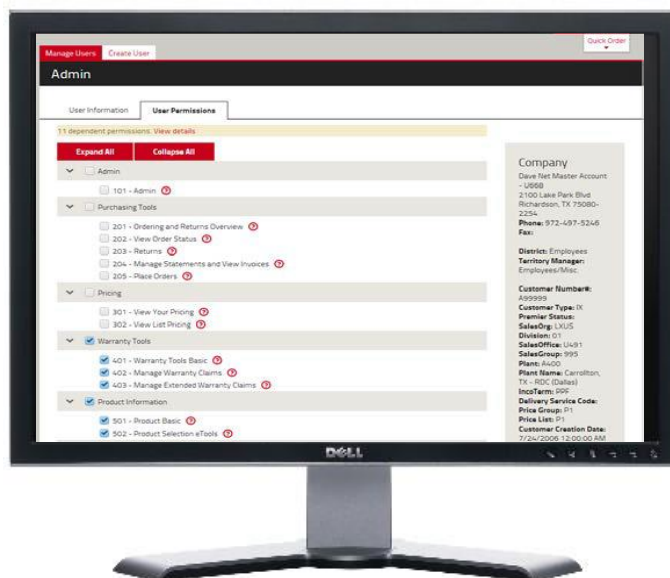 Quick Order
Manage Users Create User
Admin
User Information User Permissions
11 dependent permissions. View details
Expand All Collapse All
Admin
101 - Admin
Purchasing Tools
201 - Ordering and Returns Overview
202 - View Order Status
203 - Returns
204 - Manage Statements and View Invoices
205 - Place Orders
Pricing
301 - View Your Pricing
302 - View List Pricing
Warranty Tools
401 - Warranty Tools Basic
402 - Manage Warranty Claims
403 - Manage Extended Warranty Claims
Product Information
501 - Product Basic
502 - Product Selection eTools
Company
Dave Net Master Account
- U668
2100 Lake Park Blvd
Richardson, TX 75080-
2254
Phone: 972-497-5246
Fax:
District: Employees
Territory Manager:
Employees/Misc.
Customer Number#:
A99999
Customer Type: IX
Premier Status:
SalesOrg: LXUS
Division: 01
SalesOffice: U491
SalesGroup: 995
Plant: A400
Plant Name: Carrollton,
TX - RDC (Dallas)
IncoTerm: PPF
Delivery Service Code:
Price Group: P1
Price List: P1
Customer Creation Date:
7/24/2006 12:00:00 AM
DELL